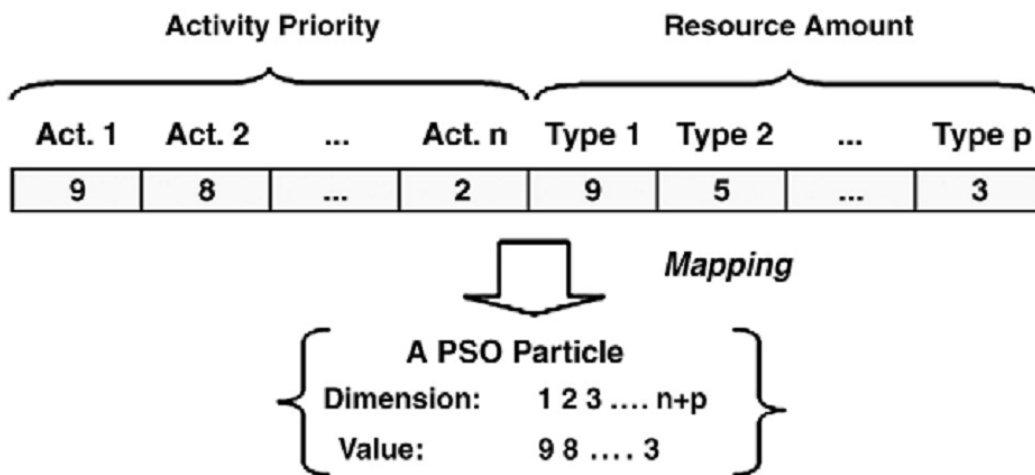 Activity Priority Resource Amount
Act. 1 Act. 2 ... Act. n Type 1 Type 2 ... Type p
9 8 ... 2 9 5 ... 3
Mapping
A PSO Particle
Dimension: 1 2 3 .... n+p
Value: 9 8 .... 3